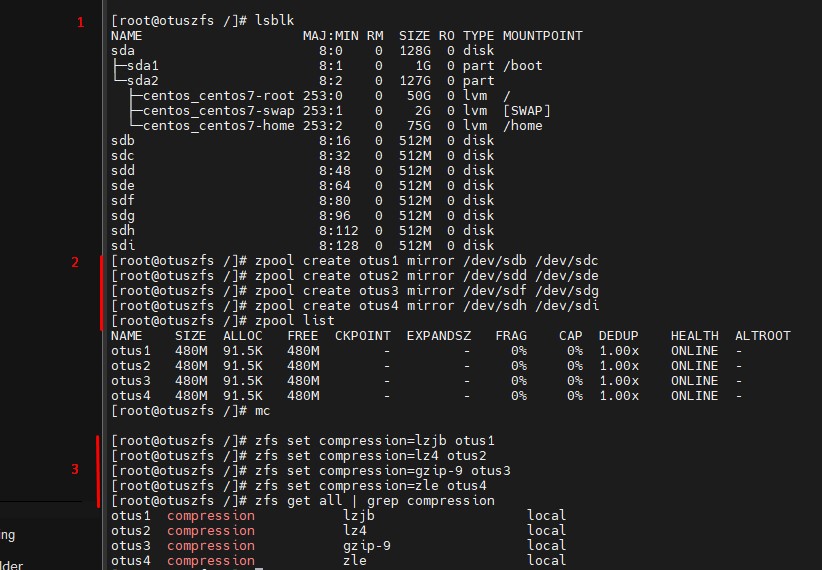 1
[root@otuszfs /]# lsblk
NAME MAJ:MIN RM SIZE RO TYPE MOUNTPOINT
sda 8:0 0 128G 0 disk
├─sda1 8:1 0 1G 0 part /boot
└─sda2 8:2 0 127G 0 part
├─centos_centos7-root 253:0 0 50G 0 lvm /
├─centos_centos7-swap 253:1 0 2G 0 lvm [SWAP]
└─centos_centos7-home 253:2 0 75G 0 lvm /home
sdb 8:16 0 512M 0 disk
sdc 8:32 0 512M 0 disk
sdd 8:48 0 512M 0 disk
sde 8:64 0 512M 0 disk
sdf 8:80 0 512M 0 disk
sdg 8:96 0 512M 0 disk
sdh 8:112 0 512M 0 disk
sdi 8:128 0 512M 0 disk
2
[root@otuszfs /]# zpool create otus1 mirror /dev/sdb /dev/sdc
[root@otuszfs /]# zpool create otus2 mirror /dev/sdd /dev/sde
[root@otuszfs /]# zpool create otus3 mirror /dev/sdf /dev/sdg
[root@otuszfs /]# zpool create otus4 mirror /dev/sdh /dev/sdi
[root@otuszfs /]# zpool list
NAME SIZE ALLOC FREE CKPOINT EXPANDSZ FRAG CAP DEDUP HEALTH ALTROOT
otus1 480M 91.5K 480M - - 0% 0% 1.00x ONLINE -
otus2 480M 91.5K 480M - - 0% 0% 1.00x ONLINE -
otus3 480M 91.5K 480M - - 0% 0% 1.00x ONLINE -
otus4 480M 91.5K 480M - - 0% 0% 1.00x ONLINE -
[root@otuszfs /]# mc
[root@otuszfs /]# zfs set compression=lzjb otus1
[root@otuszfs /]# zfs set compression=lz4 otus2
3
[root@otuszfs /]# zfs set compression=gzip-9 otus3
[root@otuszfs /]# zfs set compression=zle otus4
[root@otuszfs /]# zfs get all | grep compression
otus1 compression lzjb local
otus2 compression lz4 local
otus3 compression gzip-9 local
otus4 compression zle local
ing
lder